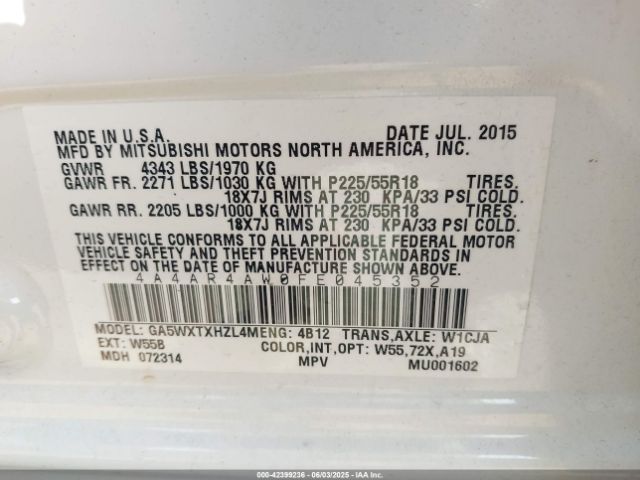 MADE IN U.S.A. DATE JUL. 2015
MFD BY MITSUBISHI MOTORS NORTH AMERICA, INC.
GVWR 4343 LBS/1970 KG
GAWR FR. 2271 LBS/1030 KG WITH P225/55R18 TIRES.
18X7J RIMS AT 230 KPA/33 PSI COLD.
GAWR RR. 2205 LBS/1000 KG WITH P225/55R18 TIRES.
18X7J RIMS AT 230 KPA/33 PSI COLD.
THIS VEHICLE CONFORMS TO ALL APPLICABLE FEDERAL MOTOR
VEHICLE SAFETY AND THEFT PREVENTION STANDARDS IN
EFFECT ON THE DATE OF MANUFACTURE SHOWN ABOVE.
4A4AR4AW0FE045352
MODEL: GA5WXTXHZL4MENG: 4B12 TRANS,AXLE: W1CJA
EXT: W55B COLOR,INT,OPT: W55,72X,A19
MDH 072314 MPV MU001602
000-42399236 - 06/03/2025 - IAA Inc.